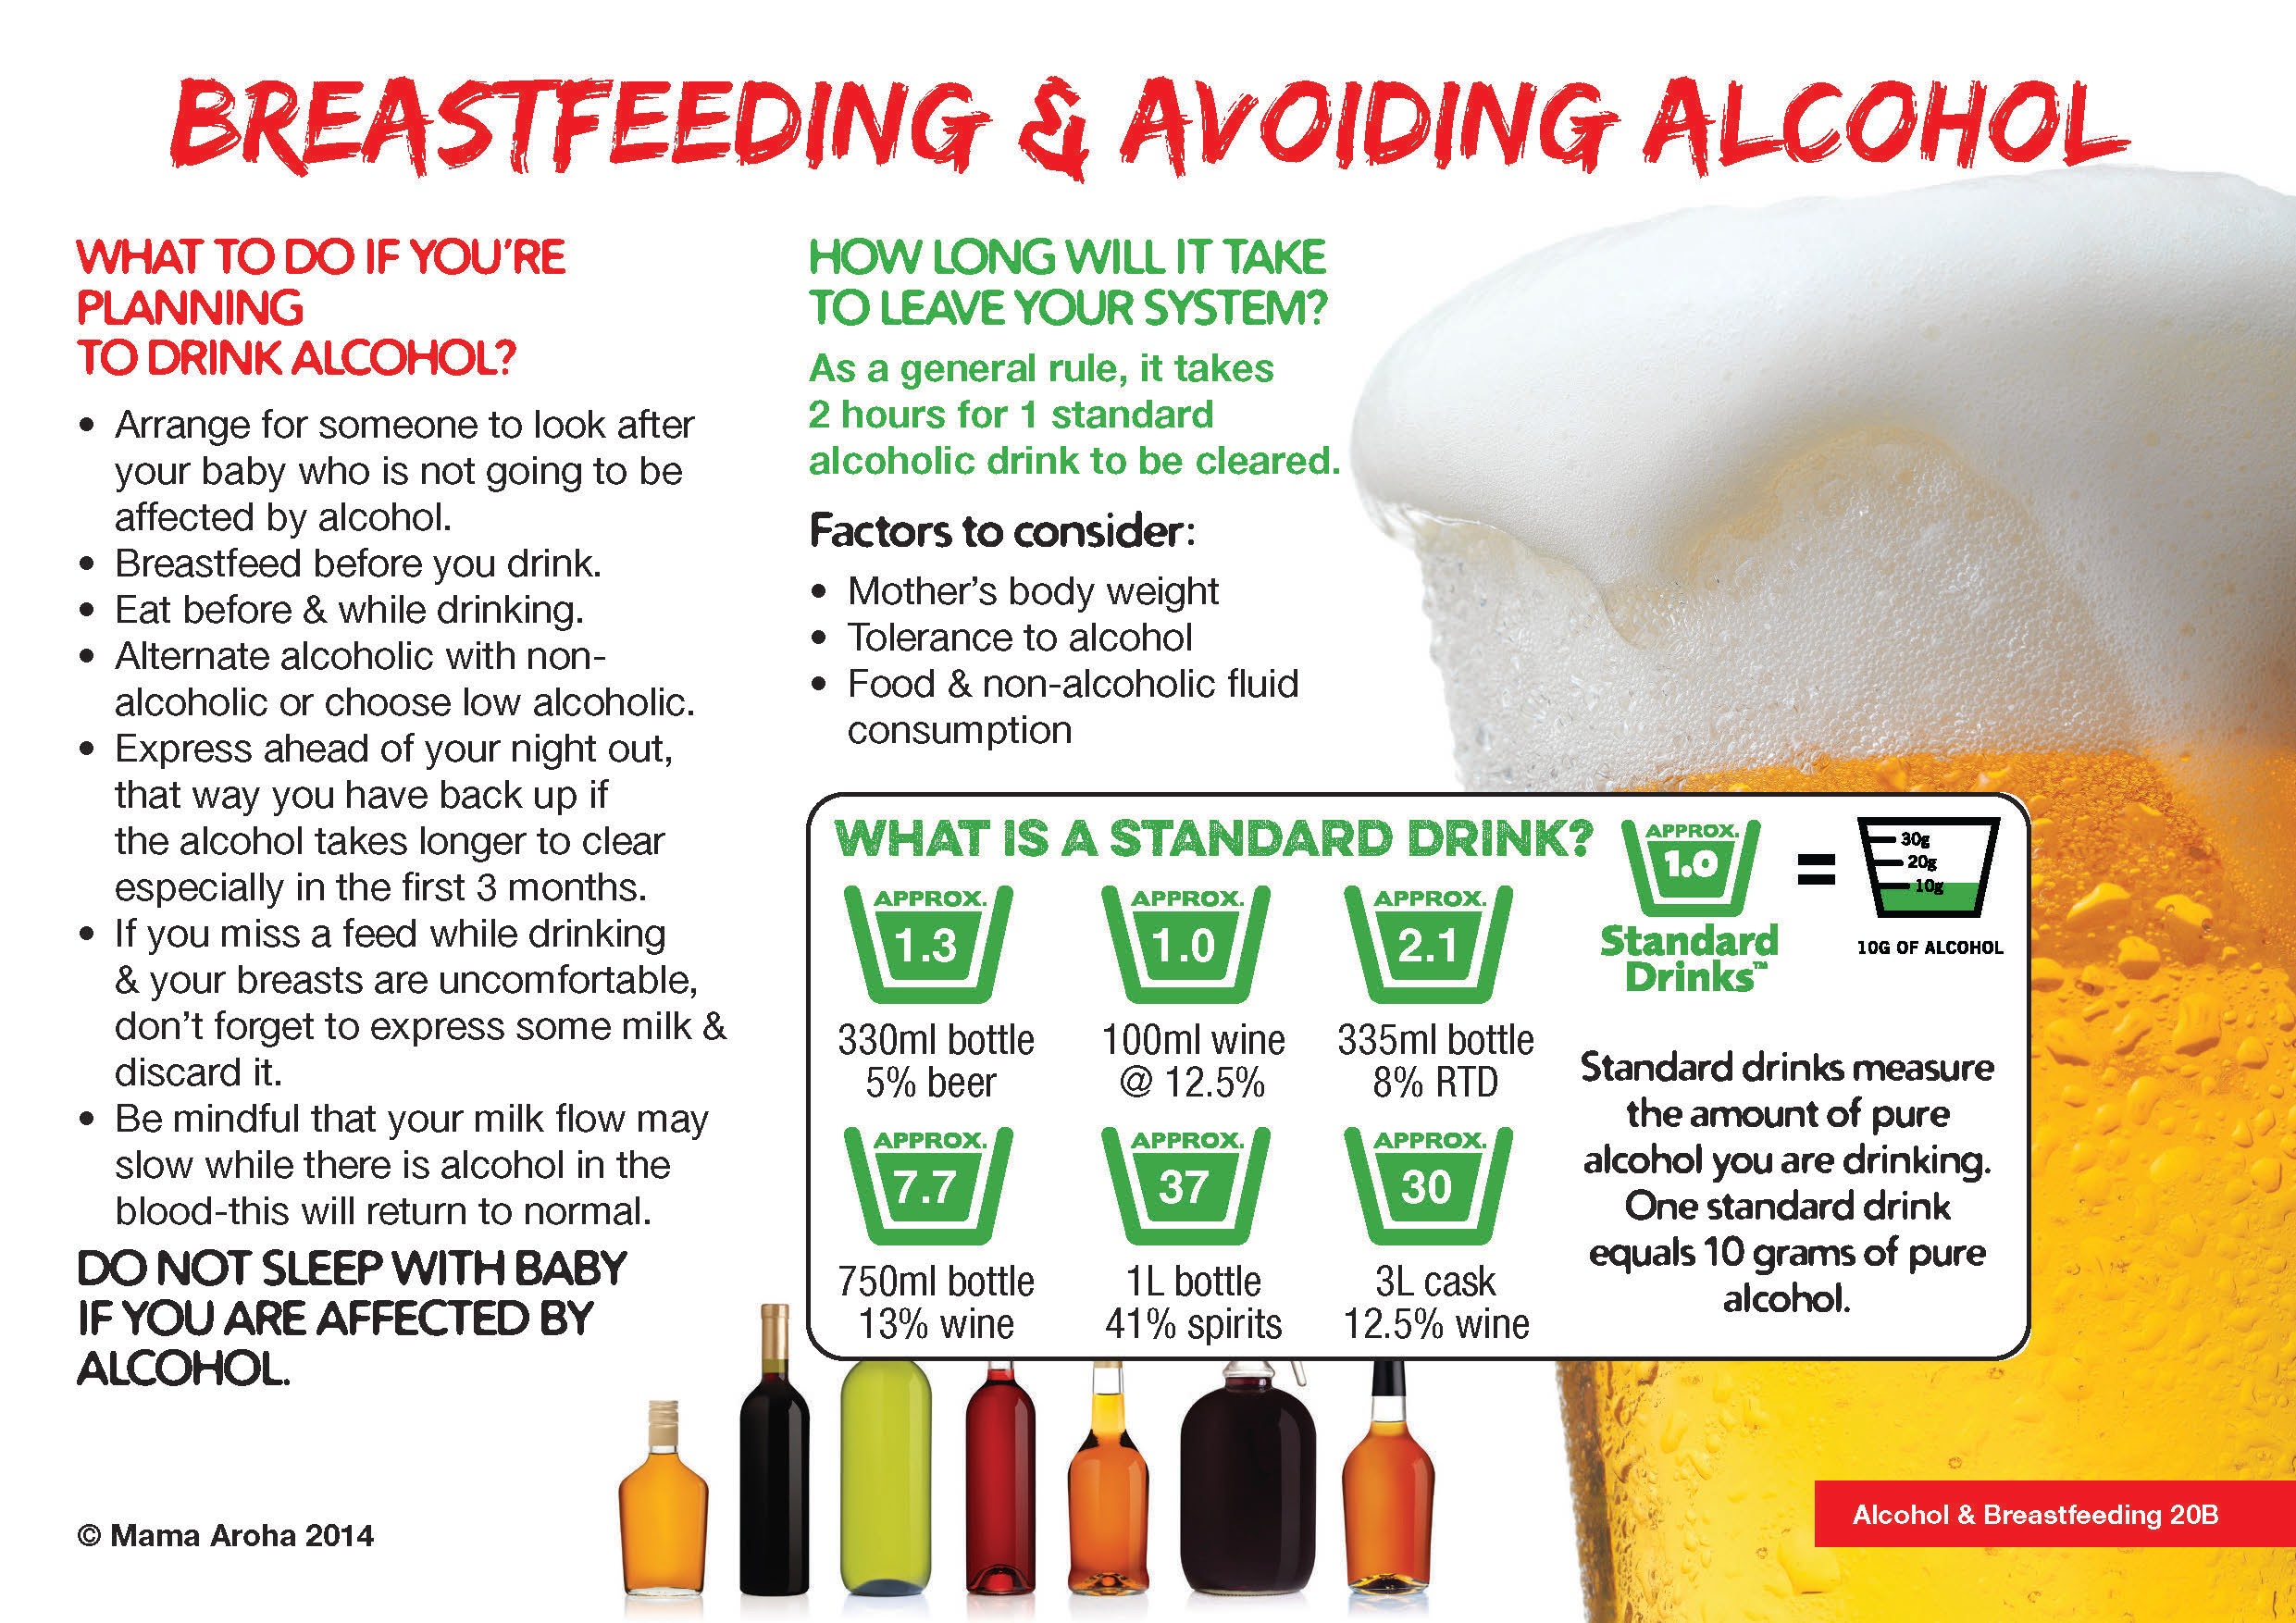 BREASTFEEDING & AVOIDING ALCOHOL
WHAT TO DO IF YOU'RE
PLANNING
TO DRINK ALCOHOL?
• Arrange for someone to look after
your baby who is not going to be
affected by alcohol.
• Breastfeed before you drink.
• Eat before & while drinking.
• Alternate alcoholic with non-
alcoholic or choose low alcoholic.
• Express ahead of your night out,
that way you have back up if
the alcohol takes longer to clear
especially in the first 3 months.
• If you miss a feed while drinking
& your breasts are uncomfortable,
don't forget to express some milk &
discard it.
• Be mindful that your milk flow may
slow while there is alcohol in the
blood-this will return to normal.
DO NOT SLEEP WITH BABY
IF YOU ARE AFFECTED BY
ALCOHOL.
© Mama Aroha 2014
HOW LONG WILL IT TAKE
TO LEAVE YOUR SYSTEM?
As a general rule, it takes
2 hours for 1 standard
alcoholic drink to be cleared.
Factors to consider:
• Mother's body weight
• Tolerance to alcohol
• Food & non-alcoholic fluid
consumption
WHAT IS A STANDARD DRINK?
APPROX. APPROX. APPROX.
1.3 1.0 2.1
330ml bottle 100ml wine 335ml bottle
5% beer @ 12.5% 8% RTD
APPROX. APPROX. APPROX.
7.7 37 30
750ml bottle 1L bottle 3L cask
13% wine 41% spirits 12.5% wine
APPROX.
1.0
Standard
Drinks™
=
30g
20g
10g
10G OF ALCOHOL
Standard drinks measure
the amount of pure
alcohol you are drinking.
One standard drink
equals 10 grams of pure
alcohol.
Alcohol & Breastfeeding 20B